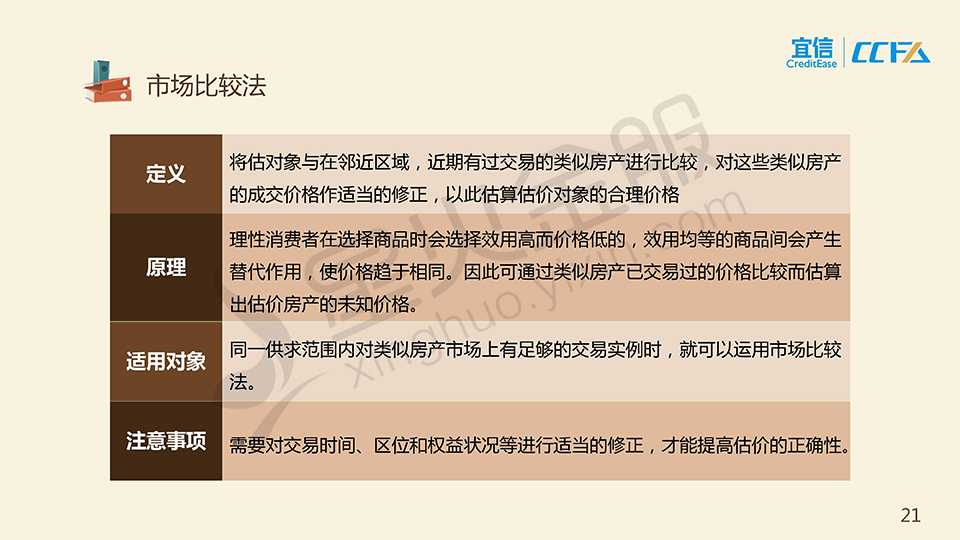 宜信
CreditEase
CCFA
市场比较法
定义
将估对象与在邻近区域，近期有过交易的类似房产进行比较，对这些类似房产
的成交价格作适当的修正，以此估算估价对象的合理价格
原理
理性消费者在选择商品时会选择效用高而价格低的，效用均等的商品间会产生
替代作用，使价格趋于相同。因此可通过类似房产已交易过的价格比较而估算
出估价房产的未知价格。
适用对象
同一供求范围内对类似房产市场上有足够的交易实例时，就可以运用市场比较
法。
注意事项
需要对交易时间、区位和权益状况等进行适当的修正，才能提高估价的正确性。
星火金服
xinghuo.yixin.com
21